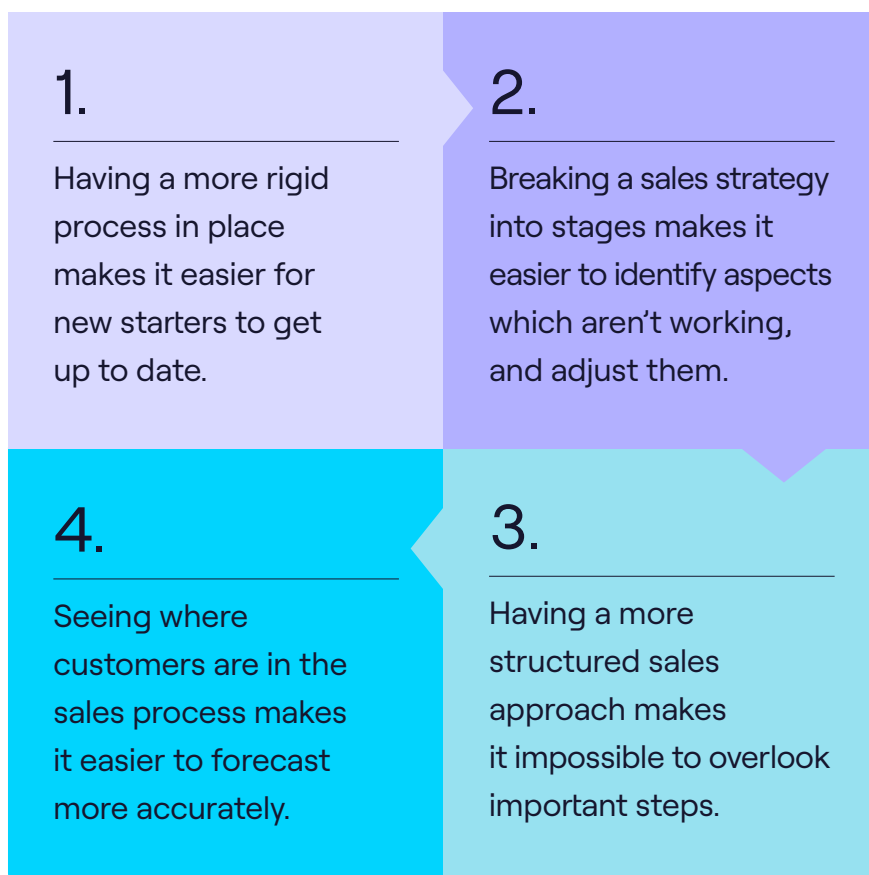 1.
Having a more rigid
process in place
makes it easier for
new starters to get
up to date.
2.
Breaking a sales strategy
into stages makes it
easier to identify aspects
which aren’t working,
and adjust them.
3.
Having a more
structured sales
approach makes
it impossible to overlook
important steps.
4.
Seeing where
customers are in the
sales process makes
it easier to forecast
more accurately.